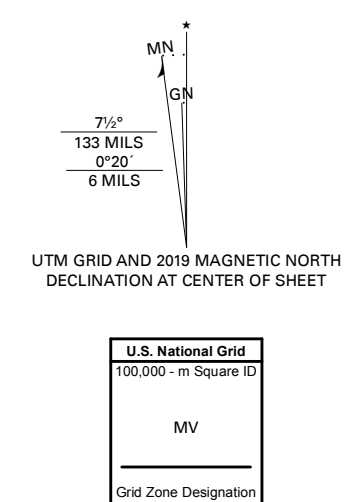 ★
MN
GN
7½°
133 MILS
0°20´
6 MILS
UTM GRID AND 2019 MAGNETIC NORTH
DECLINATION AT CENTER OF SHEET
U.S. National Grid
100,000 - m Square ID
MV
Grid Zone Designation